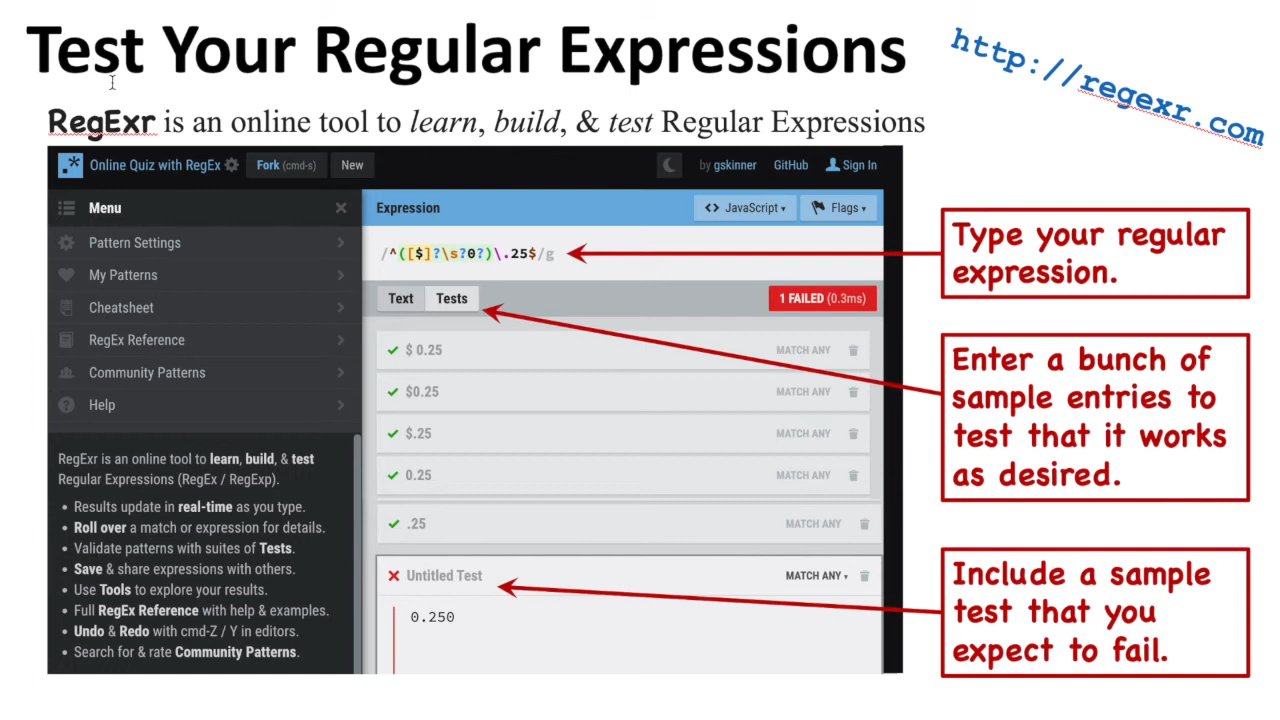 Test Your Regular Expressions
http://regexr.com
RegExr is an online tool to learn, build, & test Regular Expressions
.* Online Quiz with RegEx Fork (cmd-s) New by gskinner GitHub Sign In
Menu
Pattern Settings
My Patterns
Cheatsheet
RegEx Reference
Community Patterns
Help
RegExr is an online tool to learn, build, & test
Regular Expressions (RegEx / RegExp).
• Results update in real-time as you type.
• Roll over a match or expression for details.
• Validate patterns with suites of Tests.
• Save & share expressions with others.
• Use Tools to explore your results.
• Full RegEx Reference with help & examples.
• Undo & Redo with cmd-Z / Y in editors.
• Search for & rate Community Patterns.
Expression <> JavaScript Flags
/^([$]?\s?0?)\.25$/g
Text Tests 1 FAILED (0.3ms)
$ 0.25 MATCH ANY
$0.25 MATCH ANY
$.25 MATCH ANY
0.25 MATCH ANY
.25 MATCH ANY
Untitled Test MATCH ANY
0.250
Type your regular
expression.
Enter a bunch of
sample entries to
test that it works
as desired.
Include a sample
test that you
expect to fail.